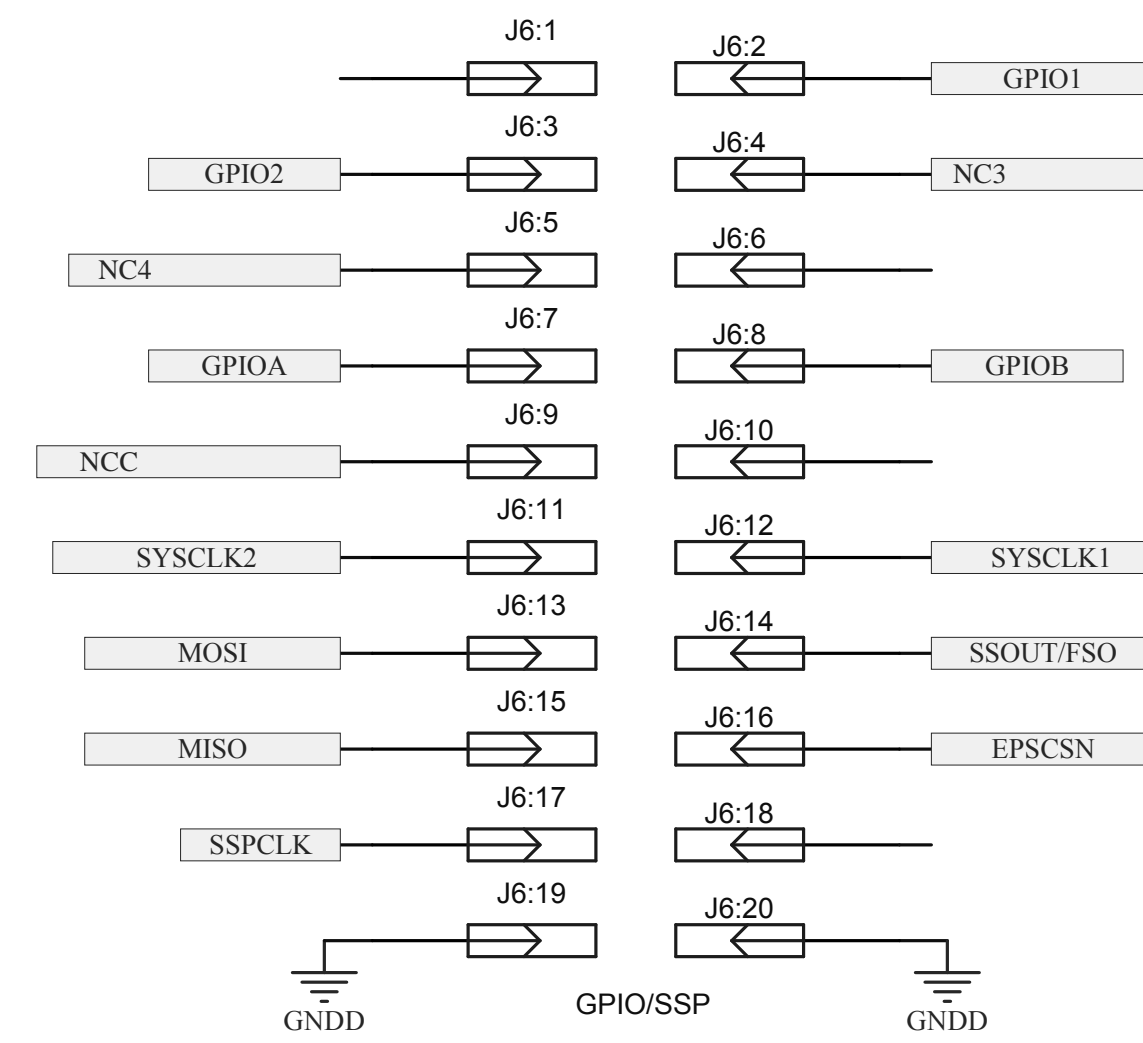 J6:1 J6:2
GPIO1
J6:3 J6:4
GPIO2 NC3
J6:5 J6:6
NC4
J6:7 J6:8
GPIOA GPIOB
J6:9 J6:10
NCC
J6:11 J6:12
SYSCLK2 SYSCLK1
J6:13 J6:14
MOSI SSOUT/FSO
J6:15 J6:16
MISO EPSCSN
J6:17 J6:18
SSPCLK
J6:19 J6:20
GPIO/SSP
GNDD GNDD